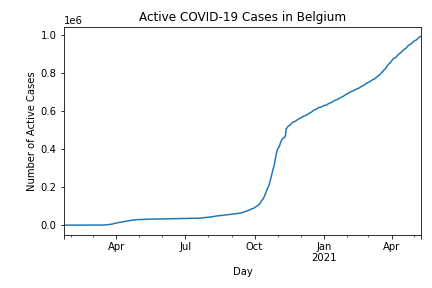 Active COVID-19 Cases in Belgium
1e6
Number of Active Cases
1.0
0.8
0.6
0.4
0.2
0.0
Apr
Jul
Oct
Jan
2021
Apr
Day